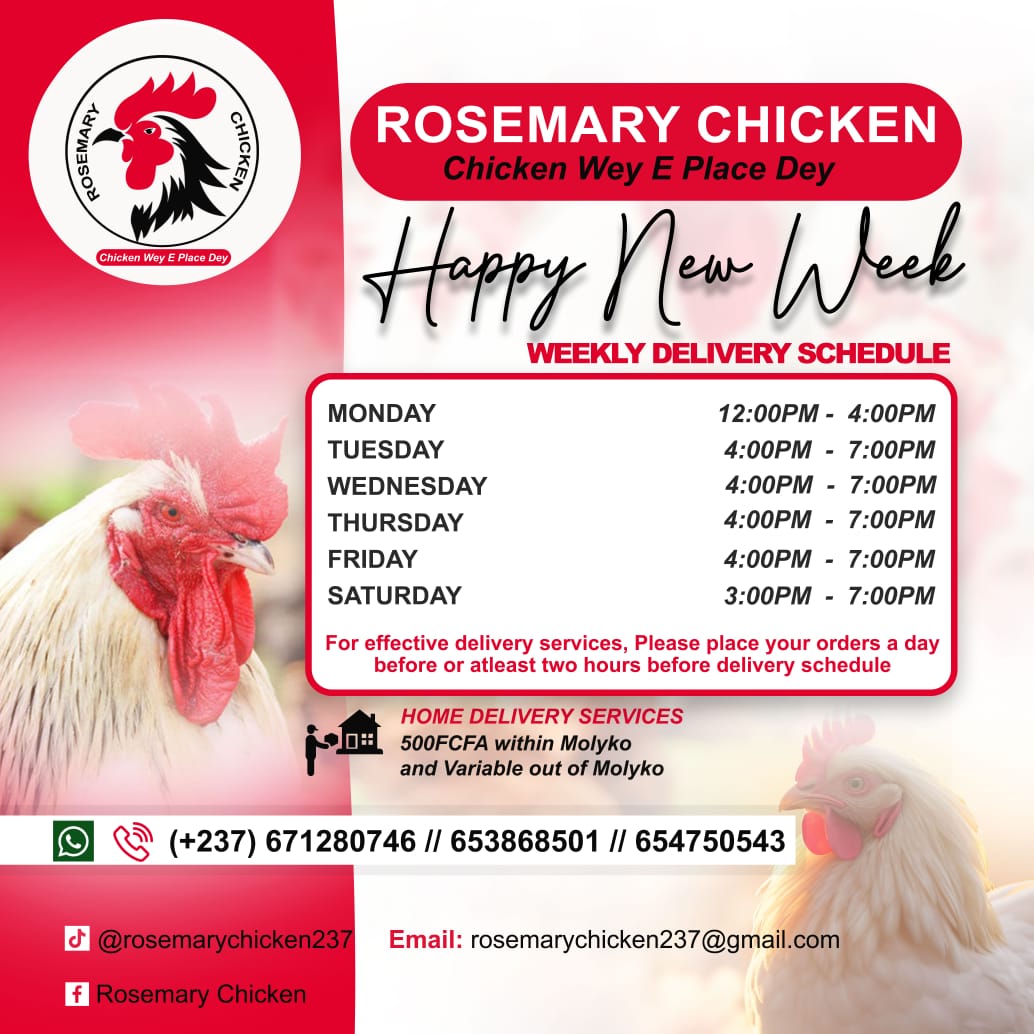 ROSEMARY CHICKEN
Chicken Wey E Place Dey
ROSEMARY CHICKEN
Chicken Wey E Place Dey
Happy New Week
WEEKLY DELIVERY SCHEDULE
MONDAY 12:00PM - 4:00PM
TUESDAY 4:00PM - 7:00PM
WEDNESDAY 4:00PM - 7:00PM
THURSDAY 4:00PM - 7:00PM
FRIDAY 4:00PM - 7:00PM
SATURDAY 3:00PM - 7:00PM
For effective delivery services, Please place your orders a day
before or atleast two hours before delivery schedule
HOME DELIVERY SERVICES
500FCFA within Molyko
and Variable out of Molyko
(+237) 671280746 // 653868501 // 654750543
@rosemarychicken237 Email: rosemarychicken237@gmail.com
Rosemary Chicken